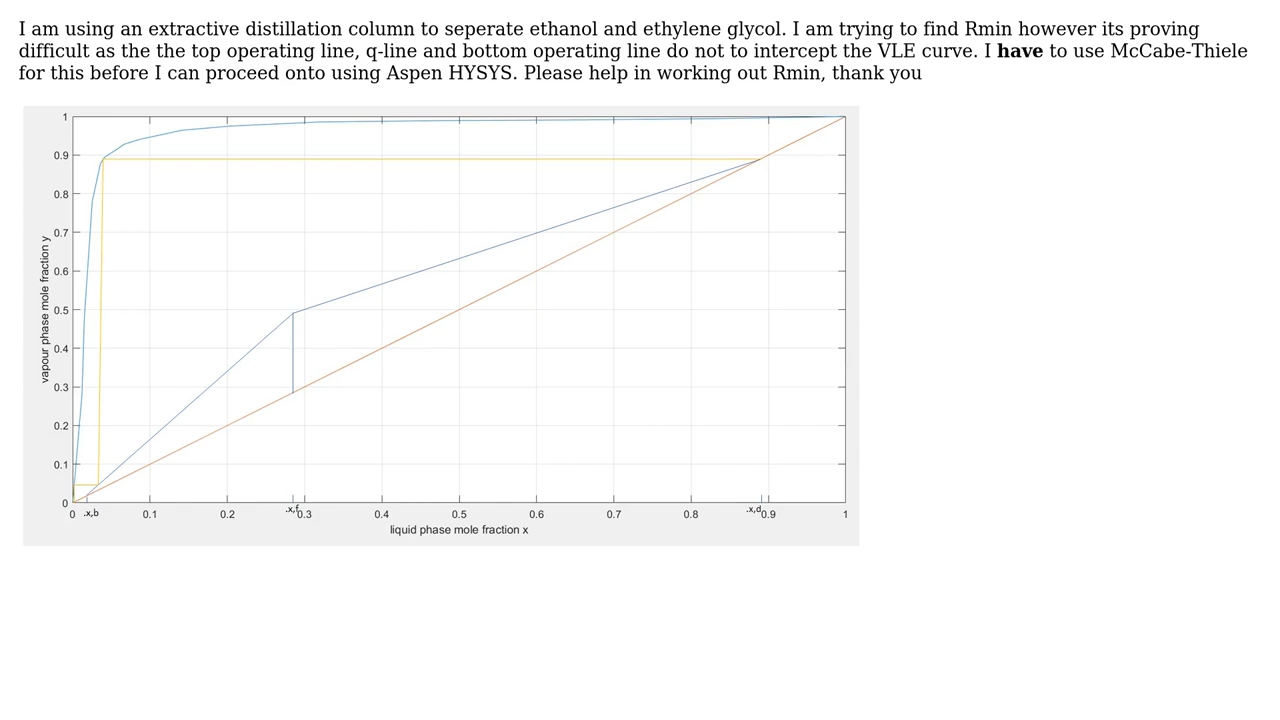 I am using an extractive distillation column to seperate ethanol and ethylene glycol. I am trying to find Rmin however its proving
difficult as the the top operating line, q-line and bottom operating line do not to intercept the VLE curve. I have to use McCabe-Thiele
for this before I can proceed onto using Aspen HYSYS. Please help in working out Rmin, thank you
1
0.9
0.8
0.7
0.6
0.5
0.4
0.3
0.2
0.1
0
vapour phase mole fraction y
0 .x,b 0.1 0.2 .x,f 0.3 0.4 0.5 0.6 0.7 0.8 .x,d 0.9 1
liquid phase mole fraction x